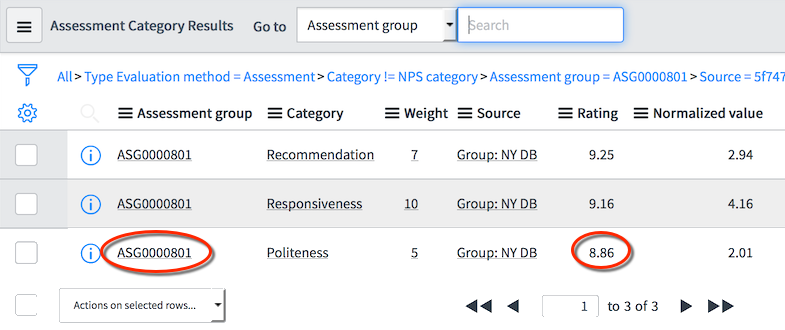 Assessment Category Results Go to Assessment group Search
All > Type Evaluation method = Assessment > Category != NPS category > Assessment group = ASG0000801 > Source = 5f747
Assessment group Category Weight Source Rating Normalized value
ASG0000801 Recommendation 7 Group: NY DB 9.25 2.94
ASG0000801 Responsiveness 10 Group: NY DB 9.16 4.16
ASG0000801 Politeness 5 Group: NY DB 8.86 2.01
Actions on selected rows... 1 to 3 of 3